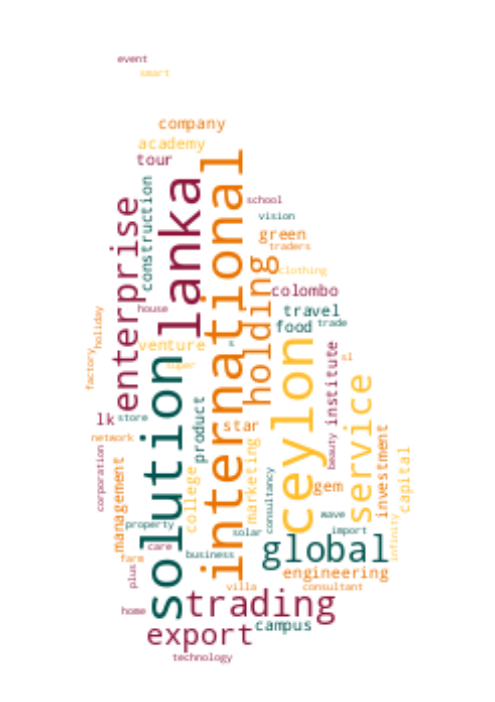 event
smart
company
academy
tour
international
lanka
construction
enterprise
school
vision
green
traders
holding
clothing
colombo
house
holiday
travel
food
trade
venture
s
ceylon
institute
factory
super
sl
solution
service
product
lk
store
star
network
investment
marketing
beauty
corporation
management
college
consultancy
capital
gem
wave
infinity
property
solar
import
global
care
business
farm
plus
engineering
villa
consultant
trading
home
campus
export
technology